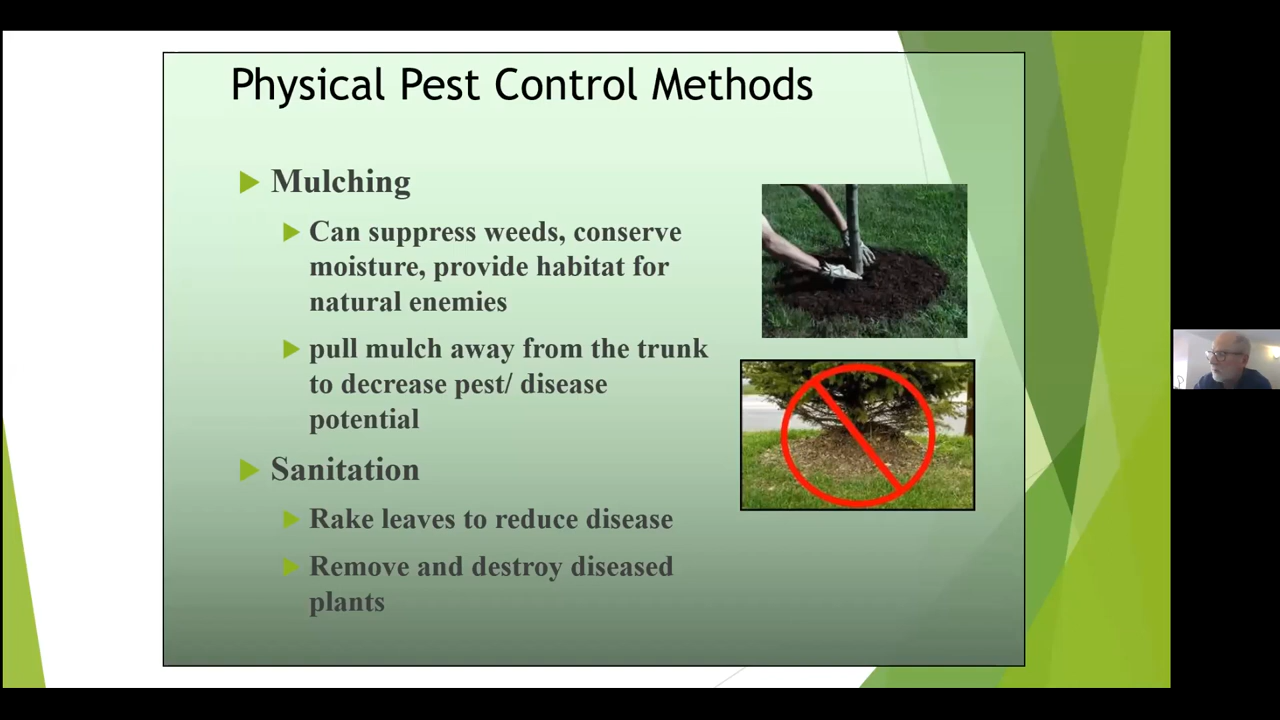 Physical Pest Control Methods
Mulching
Can suppress weeds, conserve
moisture, provide habitat for
natural enemies
pull mulch away from the trunk
to decrease pest/ disease
potential
Sanitation
Rake leaves to reduce disease
Remove and destroy diseased
plants